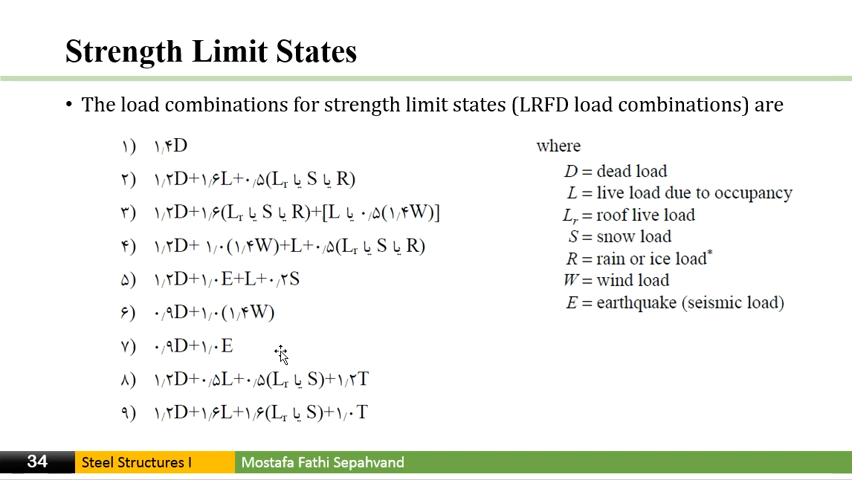 Strength Limit States
• The load combinations for strength limit states (LRFD load combinations) are
۱) ۱٫۴D
۲) ۱٫۲D+۱٫۶L+۰٫۵(Lr یا S یا R)
۳) ۱٫۲D+۱٫۶(Lr یا S یا R)+[L یا ۰٫۵(۱٫۴W)]
۴) ۱٫۲D+ ۱٫۰(۱٫۴W)+L+۰٫۵(Lr یا S یا R)
۵) ۱٫۲D+۱٫۰E+L+۰٫۲S
۶) ۰٫۹D+۱٫۰(۱٫۴W)
۷) ۰٫۹D+۱٫۰E
۸) ۱٫۲D+۰٫۵L+۰٫۵(Lr یا S)+۱٫۲T
۹) ۱٫۲D+۱٫۶L+۱٫۶(Lr یا S)+۱٫۰T
where
D = dead load
L = live load due to occupancy
Lr = roof live load
S = snow load
R = rain or ice load*
W = wind load
E = earthquake (seismic load)
34 Steel Structures I Mostafa Fathi Sepahvand